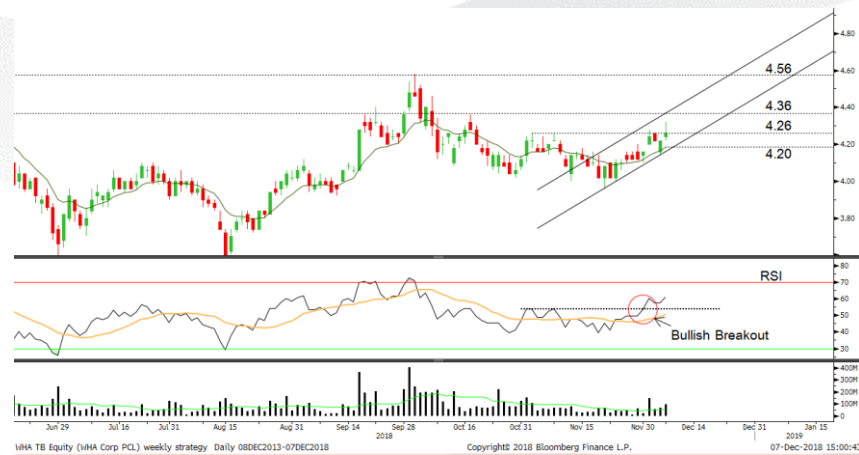 4.80
4.56
4.60
4.40
4.36
4.26
4.20
4.20
4.00
3.80
80
RSI
70
60
50
40
Bullish Breakout
30
400M
300M
200M
100M
0
Jun 29 Jul 16 Jul 31 Aug 15 Aug 31 Sep 14 Sep 28 Oct 16 Oct 31 Nov 15 Nov 30 Dec 14 Dec 31 Jan 15
2018 2019
WHA TB Equity (WHA Corp PCL) weekly strategy Daily 08DEC2013-07DEC2018 Copyright© 2018 Bloomberg Finance L.P. 07-Dec-2018 15:00:43